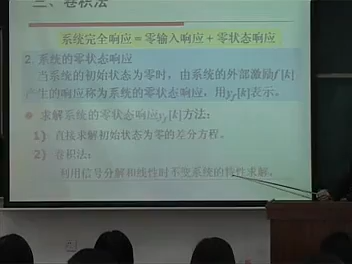 三、卷积法
系统完全响应＝零输入响应＋零状态响应
2. 系统的零状态响应
当系统的初始状态为零时，由系统的外部激励f [k]
产生的响应称为系统的零状态响应，用y_f [k]表示。
求解系统的零状态响应y_f [k]方法：
1) 直接求解初始状态为零的差分方程。
2) 卷积法：
利用信号分解和线性时不变系统的特性求解。